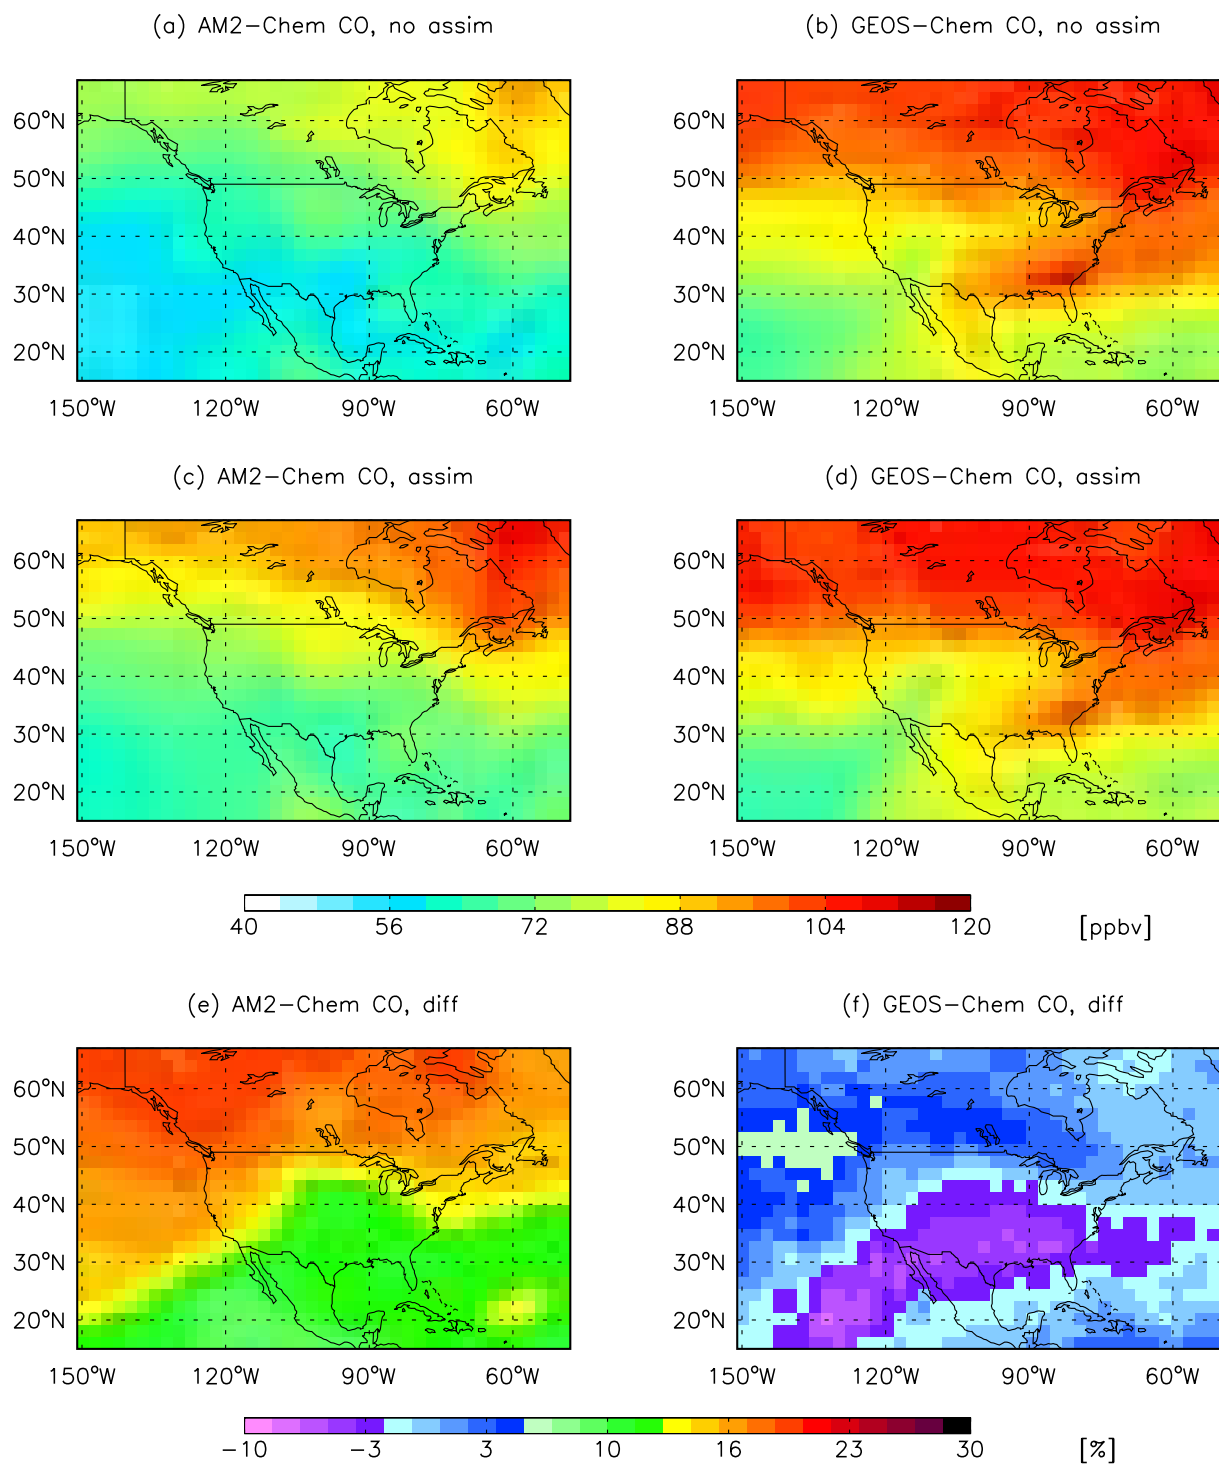 (a) AM2-Chem CO, no assim
(b) GEOS-Chem CO, no assim
60°N
50°N
40°N
30°N
20°N
150°W 120°W 90°W 60°W
60°N
50°N
40°N
30°N
20°N
150°W 120°W 90°W 60°W
(c) AM2-Chem CO, assim
(d) GEOS-Chem CO, assim
60°N
50°N
40°N
30°N
20°N
150°W 120°W 90°W 60°W
60°N
50°N
40°N
30°N
20°N
150°W 120°W 90°W 60°W
40 56 72 88 104 120 [ppbv]
(e) AM2-Chem CO, diff
(f) GEOS-Chem CO, diff
60°N
50°N
40°N
30°N
20°N
150°W 120°W 90°W 60°W
60°N
50°N
40°N
30°N
20°N
150°W 120°W 90°W 60°W
-10 -3 3 10 16 23 30 [%]